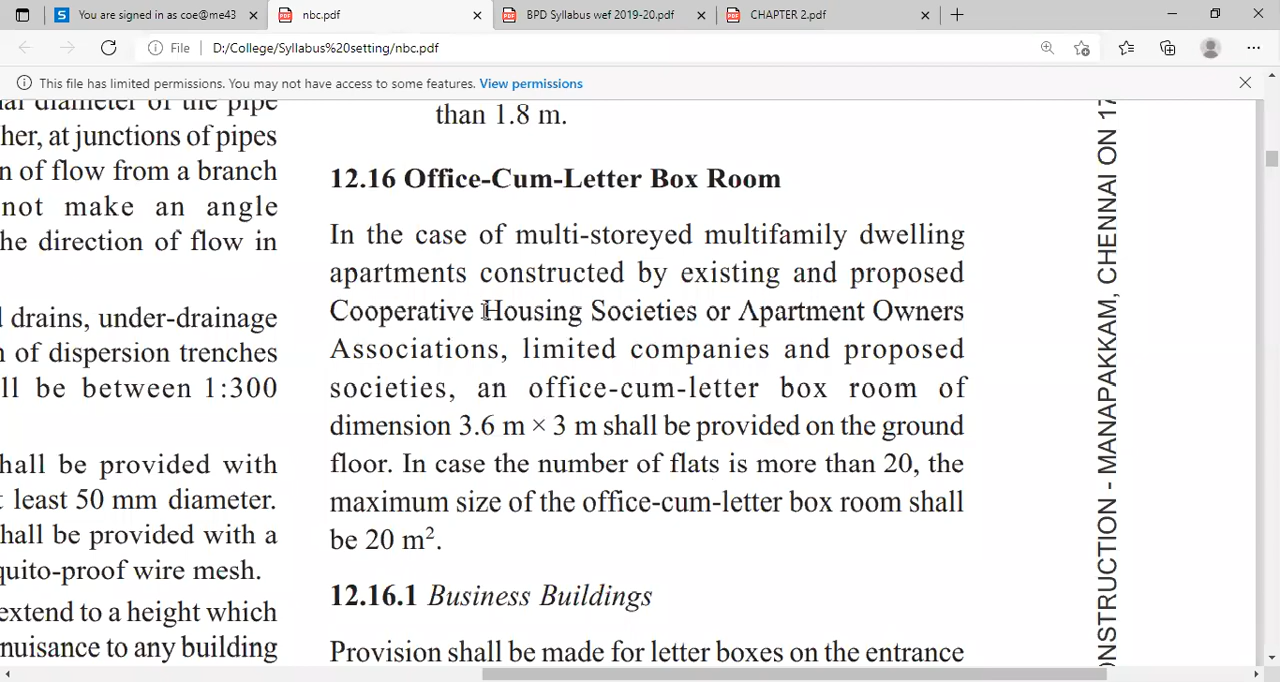 You are signed in as coe@me43
nbc.pdf
BPD Syllabus wef 2019-20.pdf
CHAPTER 2.pdf
File D:/College/Syllabus%20setting/nbc.pdf
This file has limited permissions. You may not have access to some features. View permissions
diameter of the pipe
her, at junctions of pipes
n of flow from a branch
not make an angle
he direction of flow in
drains, under-drainage
n of dispersion trenches
ll be between 1:300
hall be provided with
t least 50 mm diameter.
hall be provided with a
quito-proof wire mesh.
extend to a height which
nuisance to any building
than 1.8 m.
12.16 Office-Cum-Letter Box Room
In the case of multi-storeyed multifamily dwelling
apartments constructed by existing and proposed
Cooperative Housing Societies or Apartment Owners
Associations, limited companies and proposed
societies, an office-cum-letter box room of
dimension 3.6 m × 3 m shall be provided on the ground
floor. In case the number of flats is more than 20, the
maximum size of the office-cum-letter box room shall
be 20 m².
12.16.1 Business Buildings
Provision shall be made for letter boxes on the entrance
ONSTRUCTION - MANAPAKKAM, CHENNAI ON 17